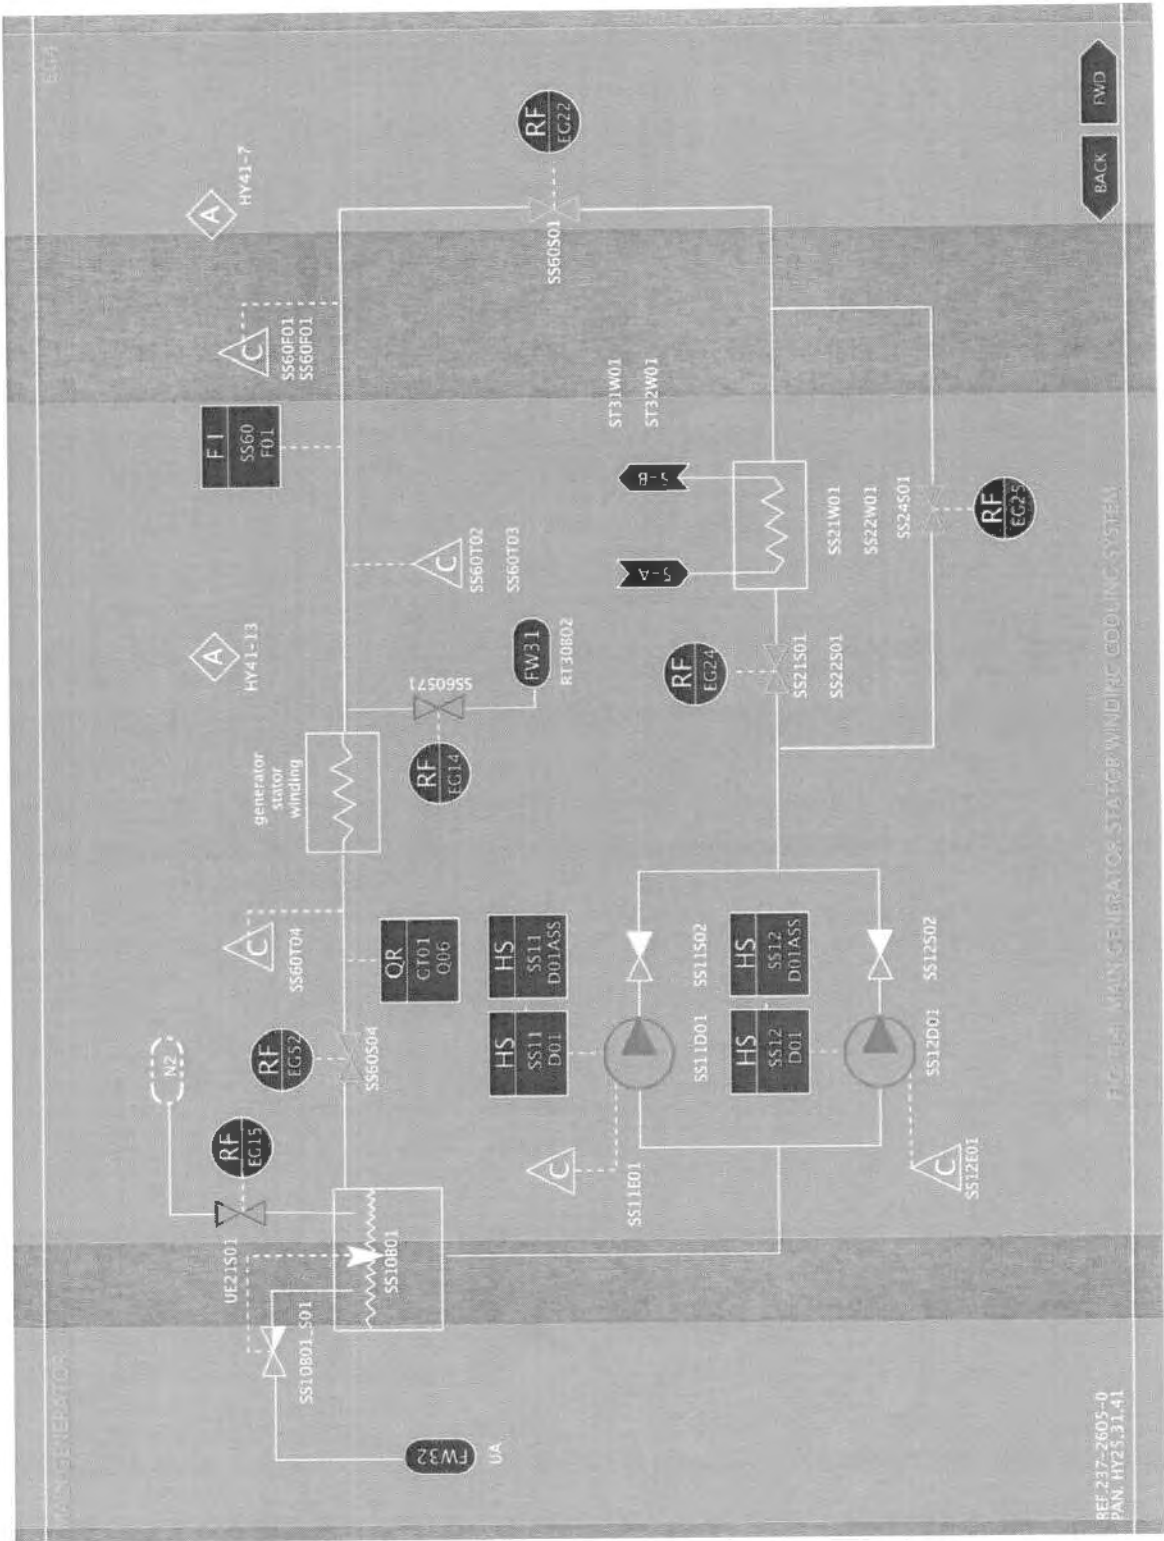 MAIN GENERATOR
EG4
N2
UE21S01
RF
EG15
RF
EG52
SS60S04
SS10B01_S01
SS10B01
FW32
UA
C
SS60T04
QR
CT01
Q06
generator
stator
winding
A
HY41-13
RF
EG14
SS60S71
FW31
RT30B02
C
SS60T02
SS60T03
FI
SS60
F01
C
SS60F01
SS60F01
A
HY41-7
RF
EG22
SS60S01
C
SS11E01
HS
SS11
D01
HS
SS11
D01ASS
SS11D01
SS11S02
HS
SS12
D01
HS
SS12
D01ASS
SS12D01
SS12S02
C
SS12E01
RF
EG24
SS21S01
SS22S01
5-A
5-B
ST31W01
ST32W01
SS21W01
SS22W01
SS24S01
RF
EG25
MAIN GENERATOR STATOR WINDING COOLING SYSTEM
REF.237-2605-0
PAN. HY25,31,41
BACK
FWD